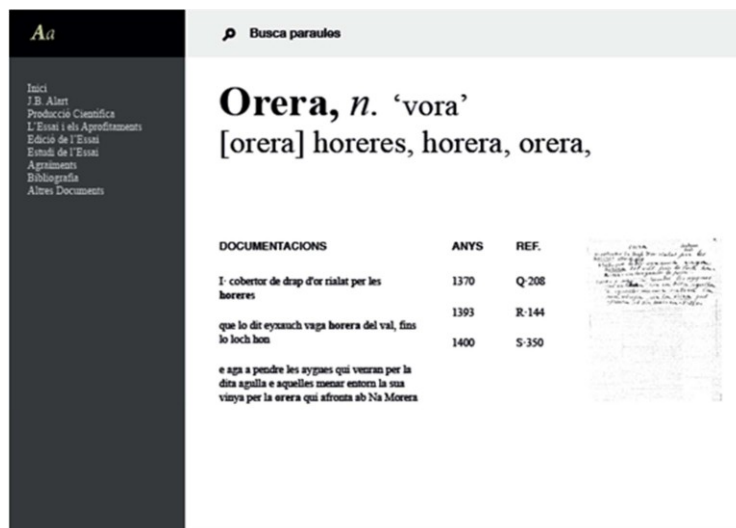 Aa
Busca paraules
Inici
J.B. Alart
Producció Científica
L'Essai i els Aprofitaments
Edició de l'Essai
Estudi de l'Essai
Agraïments
Bibliografia
Altres Documents
Orera, n. ‘vora’
[orera] horeres, horera, orera,
DOCUMENTACIONS ANYS REF.
I· cobertor de drap d'or rialat per les
horeres
1370 Q·208
que lo dit eyxauch vaga horera del val, fins
lo loch hon
1393 R·144
e aga a pendre les aygues qui venran per la
dita agulla e aquelles menar entorn la sua
vinya per la orera qui afronta ab Na Morera
1400 S·350